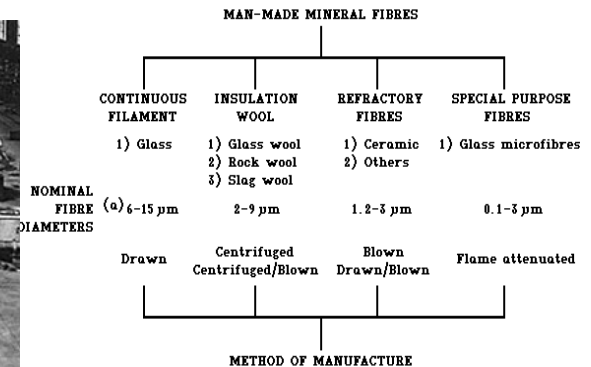 MAN-MADE MINERAL FIBRES
CONTINUOUS FILAMENT
INSULATION WOOL
REFRACTORY FIBRES
SPECIAL PURPOSE FIBRES
1) Glass
1) Glass wool
2) Rock wool
3) Slag wool
1) Ceramic
2) Others
1) Glass microfibres
NOMINAL
FIBRE
DIAMETERS
(a) 6-15 µm
2-9 µm
1.2-3 µm
0.1-3 µm
Drawn
Centrifuged
Centrifuged/Blown
Blown
Drawn/Blown
Flame attenuated
METHOD OF MANUFACTURE